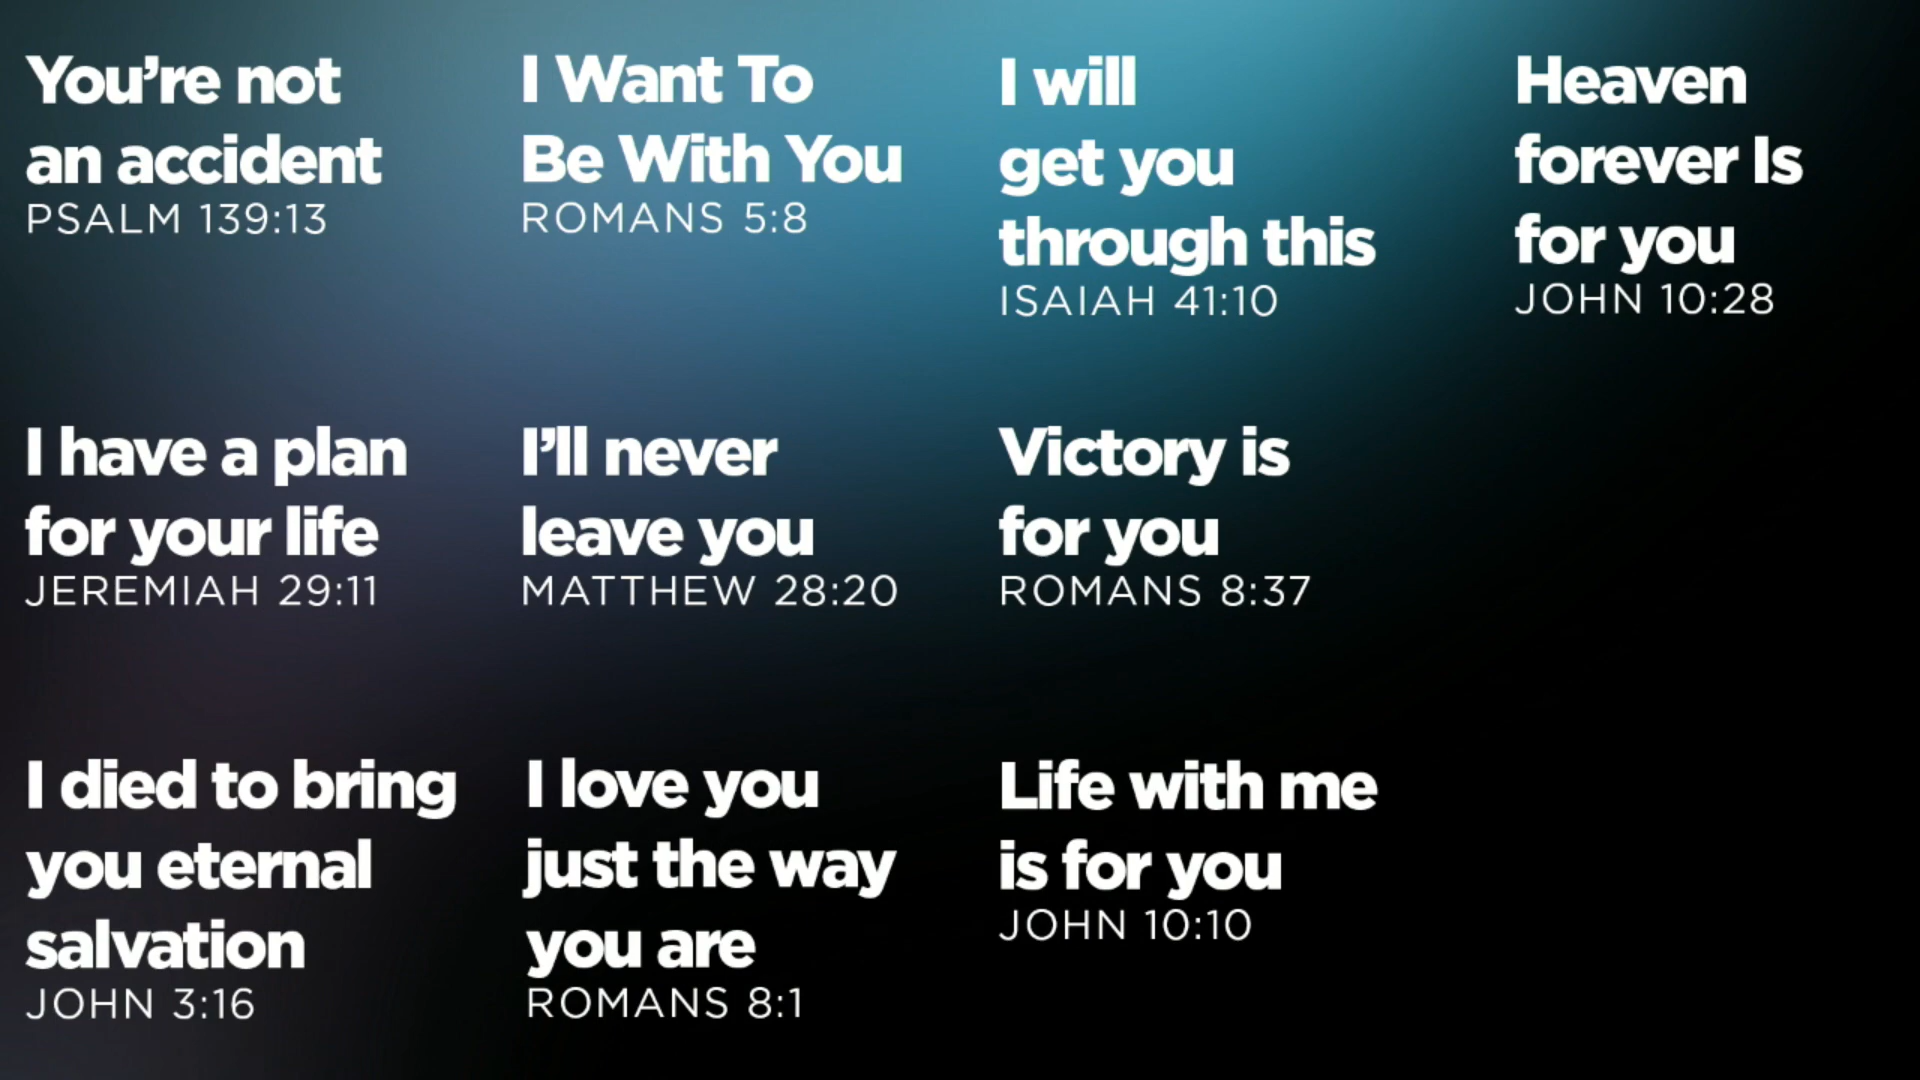 You're not
an accident
PSALM 139:13
I have a plan
for your life
JEREMIAH 29:11
I died to bring
you eternal
salvation
JOHN 3:16
I Want To
Be With You
ROMANS 5:8
I'll never
leave you
MATTHEW 28:20
I love you
just the way
you are
ROMANS 8:1
I will
get you
through this
ISAIAH 41:10
Victory is
for you
ROMANS 8:37
Life with me
is for you
JOHN 10:10
Heaven
forever Is
for you
JOHN 10:28